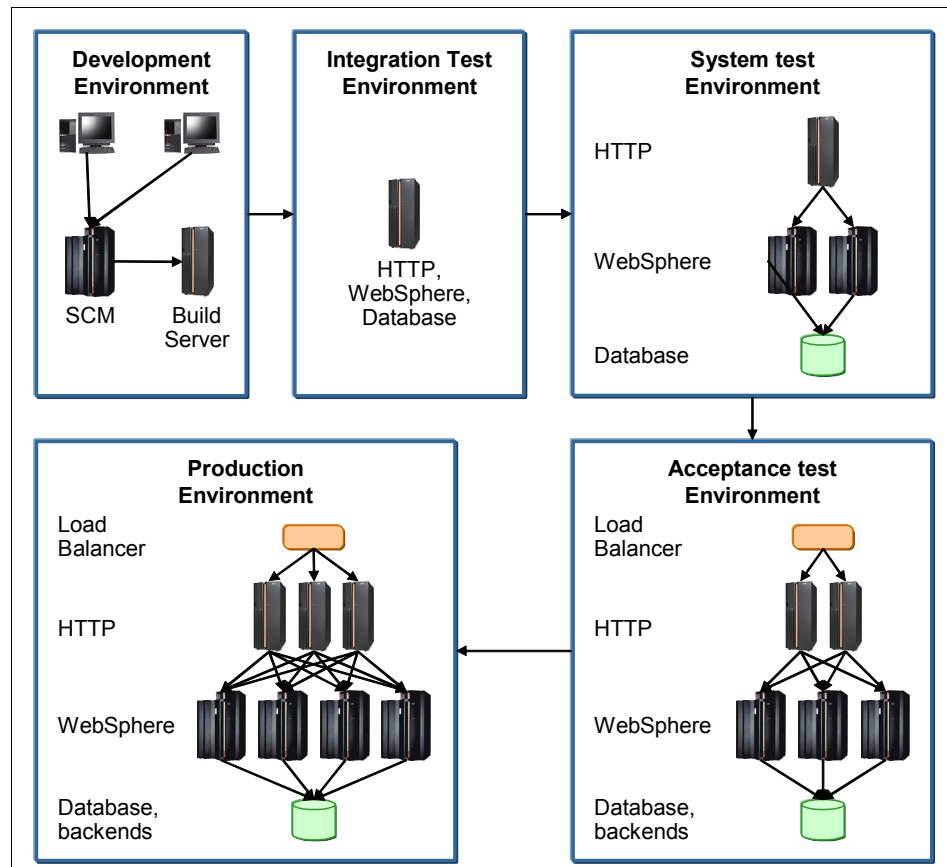 Development
Environment
SCM
Build
Server
Integration Test
Environment
HTTP,
WebSphere,
Database
System test
Environment
HTTP
WebSphere
Database
Production
Environment
Load
Balancer
HTTP
WebSphere
Database,
backends
Acceptance test
Environment
Load
Balancer
HTTP
WebSphere
Database,
backends